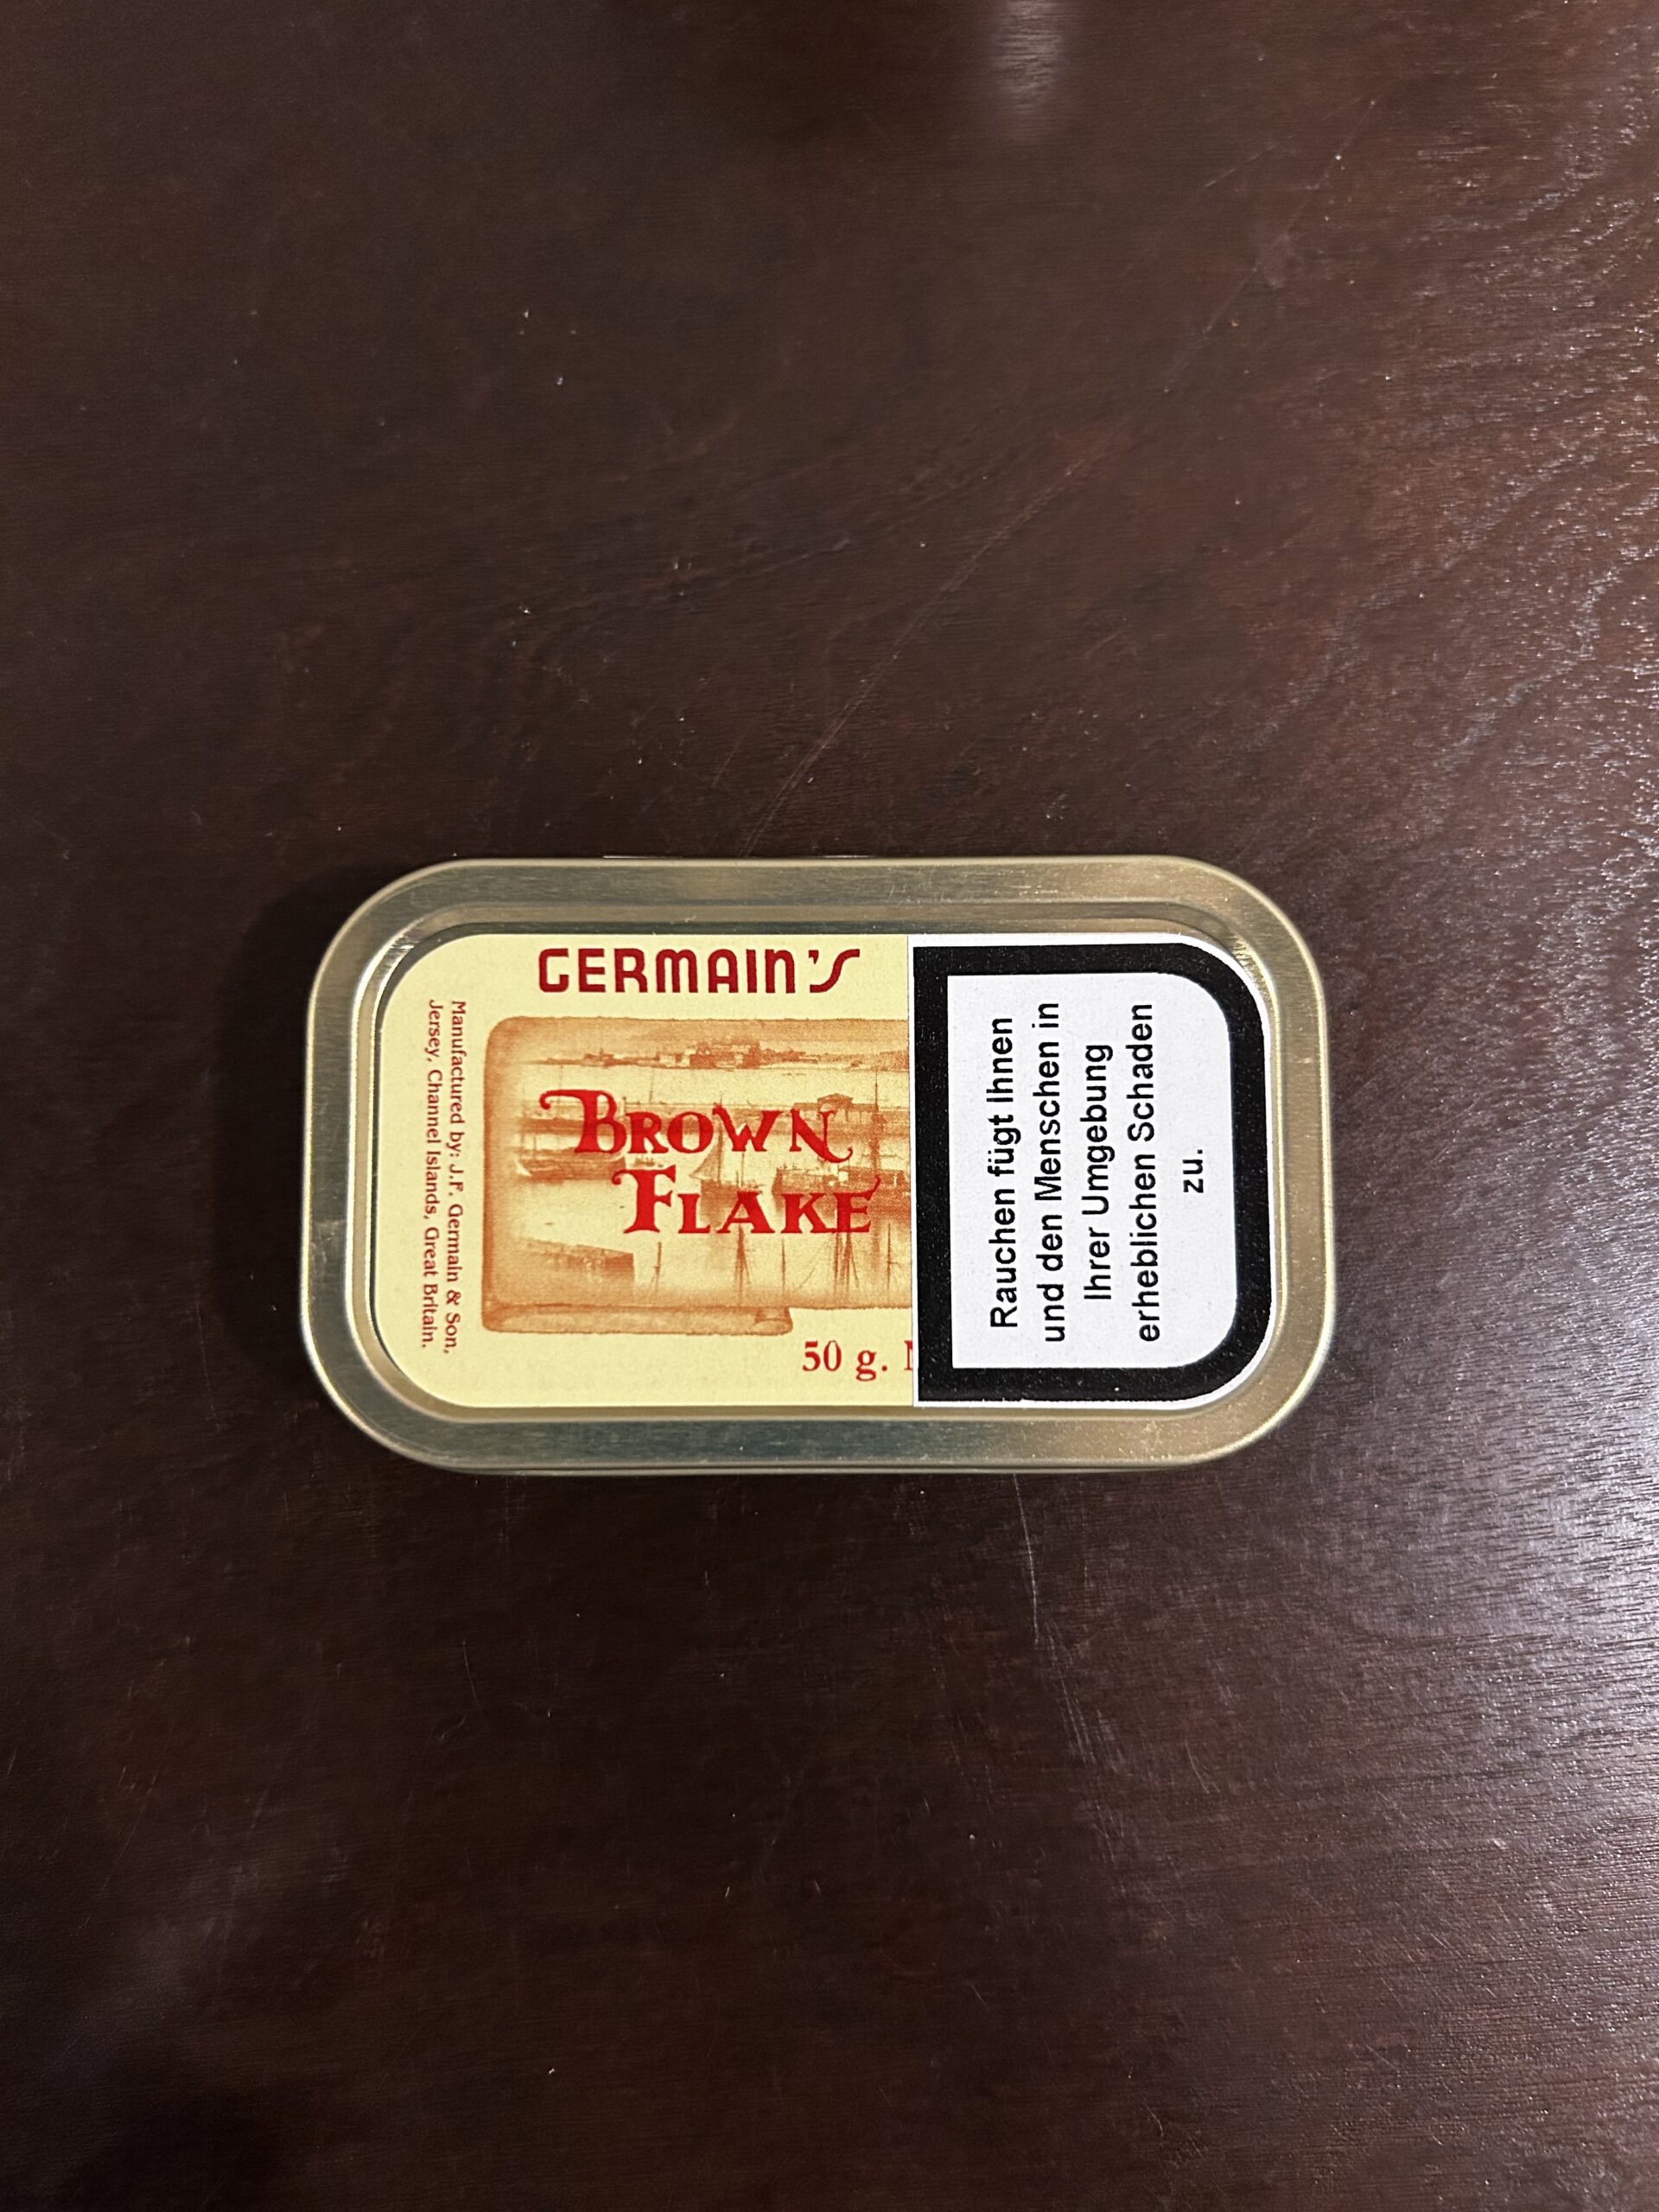 GERMAIN'S
BROWN
FLAKE
50 g.
Manufactured by: J.F. Germain & Son,
Jersey, Channel Islands, Great Britain.
Rauchen fügt Ihnen
und den Menschen in
Ihrer Umgebung
erheblichen Schaden
zu.